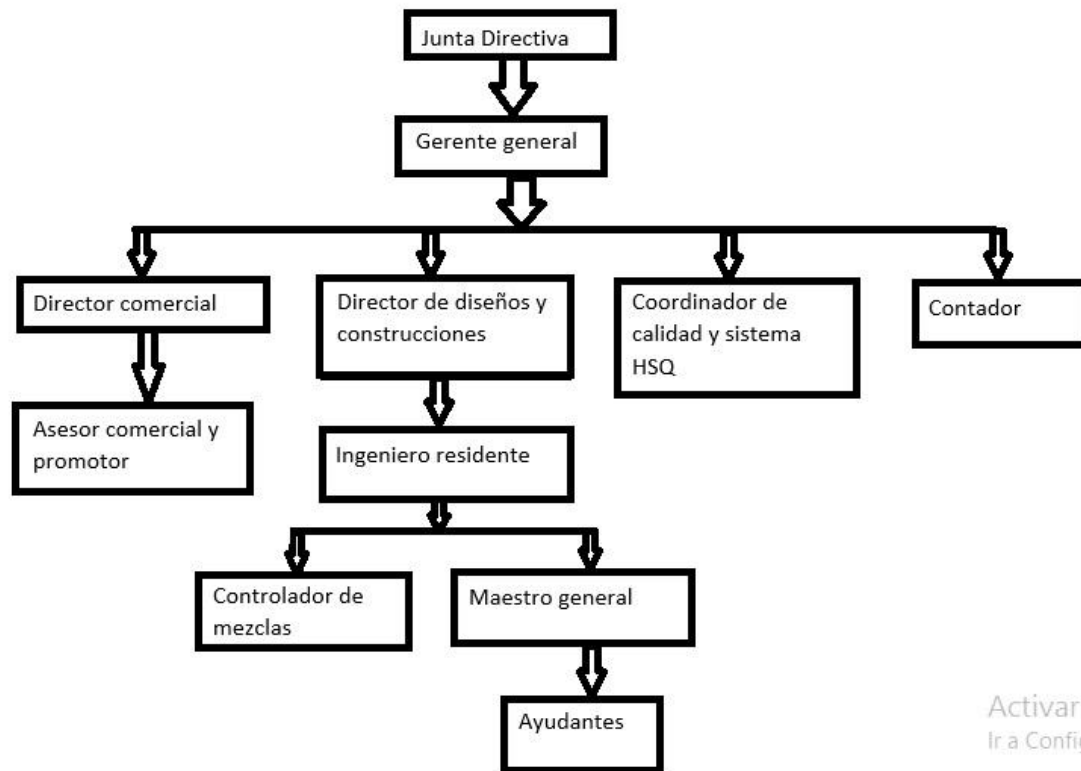 Junta Directiva
Gerente general
Director comercial
Director de diseños y
construcciones
Coordinador de
calidad y sistema
HSQ
Contador
Asesor comercial y
promotor
Ingeniero residente
Controlador de
mezclas
Maestro general
Ayudantes
Activar
Ir a Config